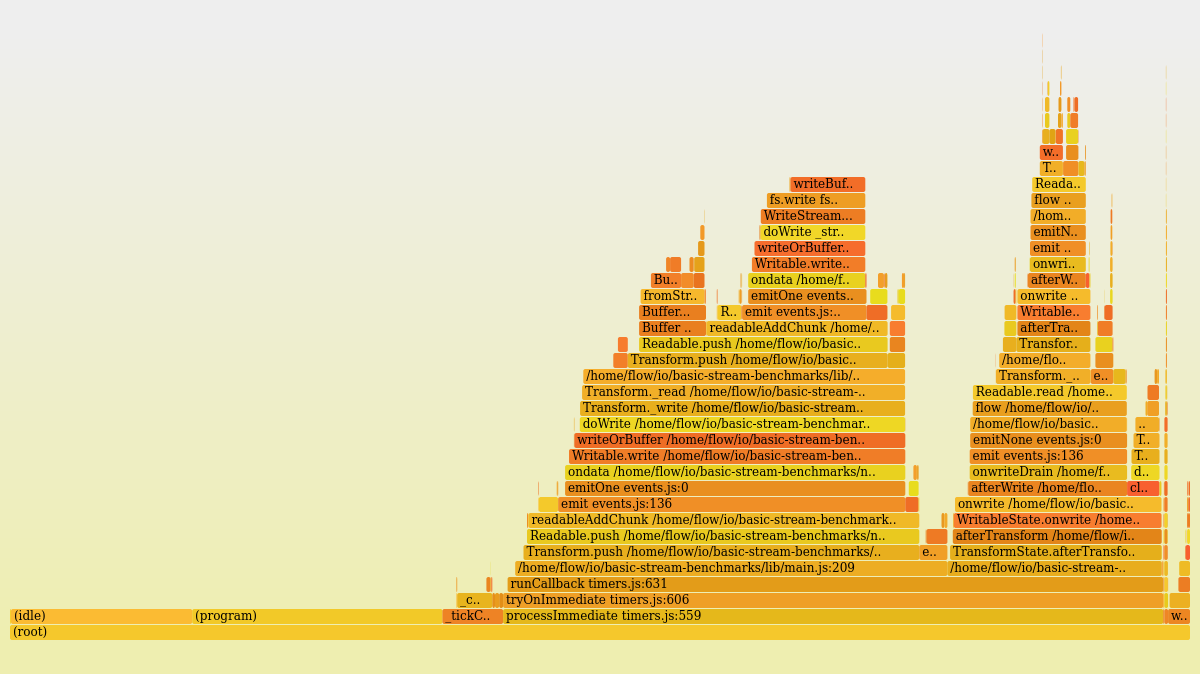 writeBuf..
fs.write fs..
WriteStream...
doWrite _str..
writeOrBuffer..
Writable.write..
Bu.. ondata /home/f..
fromStr.. emitOne events..
Buffer... R.. emit events.js:..
Buffer .. readableAddChunk /home/..
Readable.push /home/flow/io/basic..
Transform.push /home/flow/io/basic..
/home/flow/io/basic-stream-benchmarks/lib/..
Transform._read /home/flow/io/basic-stream-..
Transform._write /home/flow/io/basic-stream..
doWrite /home/flow/io/basic-stream-benchmar..
writeOrBuffer /home/flow/io/basic-stream-ben..
Writable.write /home/flow/io/basic-stream-ben..
ondata /home/flow/io/basic-stream-benchmarks/n..
emitOne events.js:0
emit events.js:136
readableAddChunk /home/flow/io/basic-stream-benchmark..
Readable.push /home/flow/io/basic-stream-benchmarks/n..
Transform.push /home/flow/io/basic-stream-benchmarks/.. e..
/home/flow/io/basic-stream-benchmarks/lib/main.js:209
w..
T..
Reada..
flow ..
/hom..
emitN..
emit ..
onwri..
afterW..
onwrite ..
Writable..
afterTra..
Transfor..
/home/flo..
Transform._.. e..
Readable.read /home..
flow /home/flow/io/..
/home/flow/io/basic.. ..
emitNone events.js:0 T..
emit events.js:136 T..
onwriteDrain /home/f.. d..
afterWrite /home/flo.. cl..
onwrite /home/flow/io/basic..
WritableState.onwrite /home..
afterTransform /home/flow/i..
TransformState.afterTransfo..
/home/flow/io/basic-stream-..
runCallback timers.js:631
_c.. tryOnImmediate timers.js:606
(idle) (program) _tickC.. processImmediate timers.js:559 w..
(root)